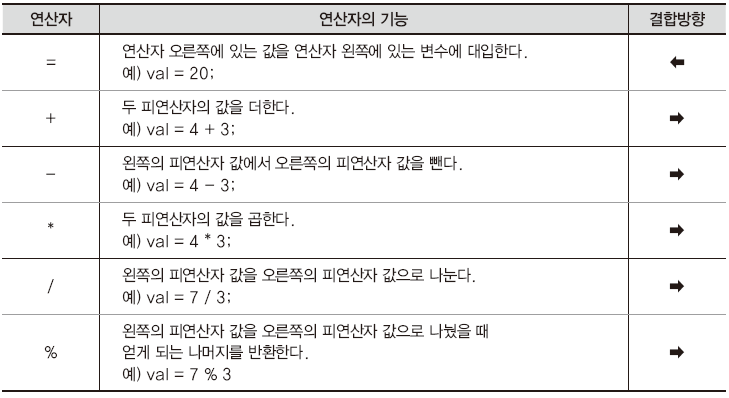 연산자 연산자의 기능 결합방향
= 연산자 오른쪽에 있는 값을 연산자 왼쪽에 있는 변수에 대입한다. ⬅
예) val = 20;
+ 두 피연산자의 값을 더한다. ➡
예) val = 4 + 3;
− 왼쪽의 피연산자 값에서 오른쪽의 피연산자 값을 뺀다. ➡
예) val = 4 − 3;
* 두 피연산자의 값을 곱한다. ➡
예) val = 4 * 3;
/ 왼쪽의 피연산자 값을 오른쪽의 피연산자 값으로 나눈다. ➡
예) val = 7 / 3;
% 왼쪽의 피연산자 값을 오른쪽의 피연산자 값으로 나눴을 때 ➡
얻게 되는 나머지를 반환한다.
예) val = 7 % 3